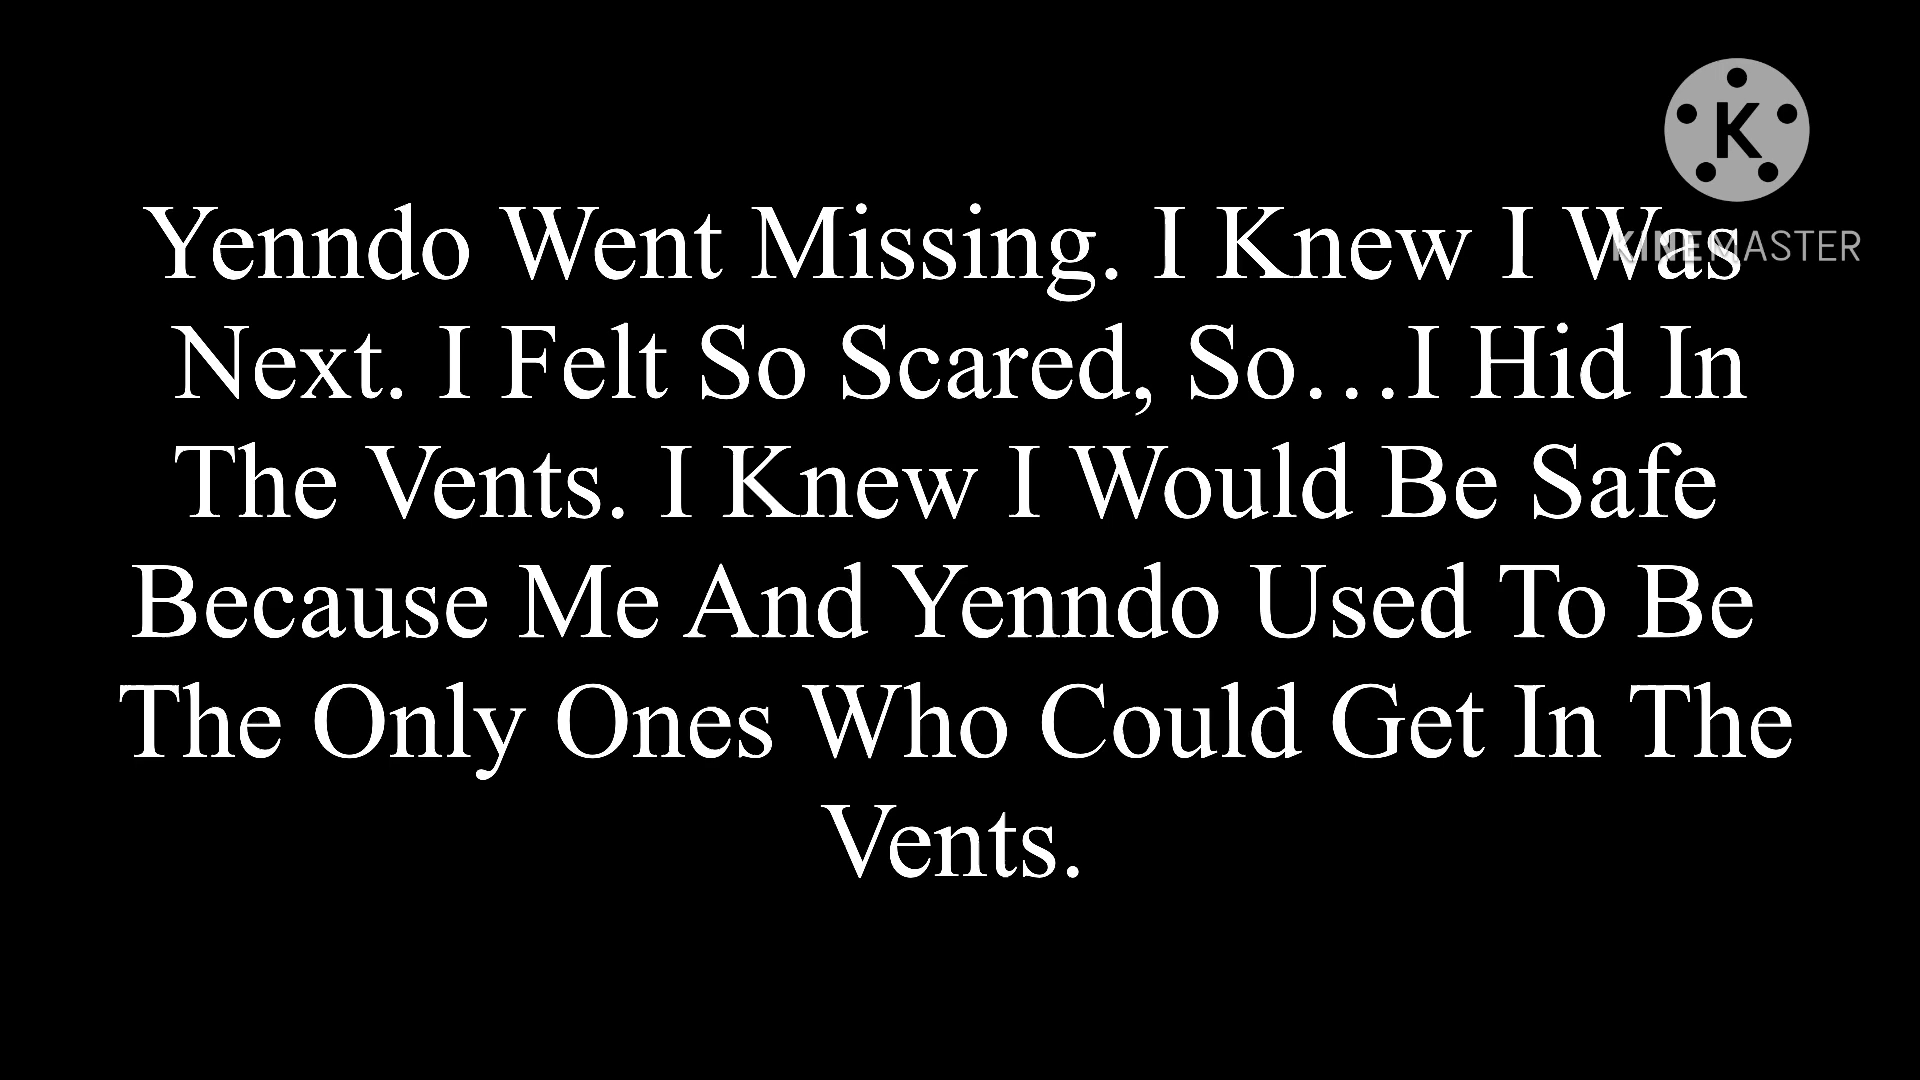 K
KINEMASTER
Yenndo Went Missing. I Knew I Was
Next. I Felt So Scared, So…I Hid In
The Vents. I Knew I Would Be Safe
Because Me And Yenndo Used To Be
The Only Ones Who Could Get In The
Vents.